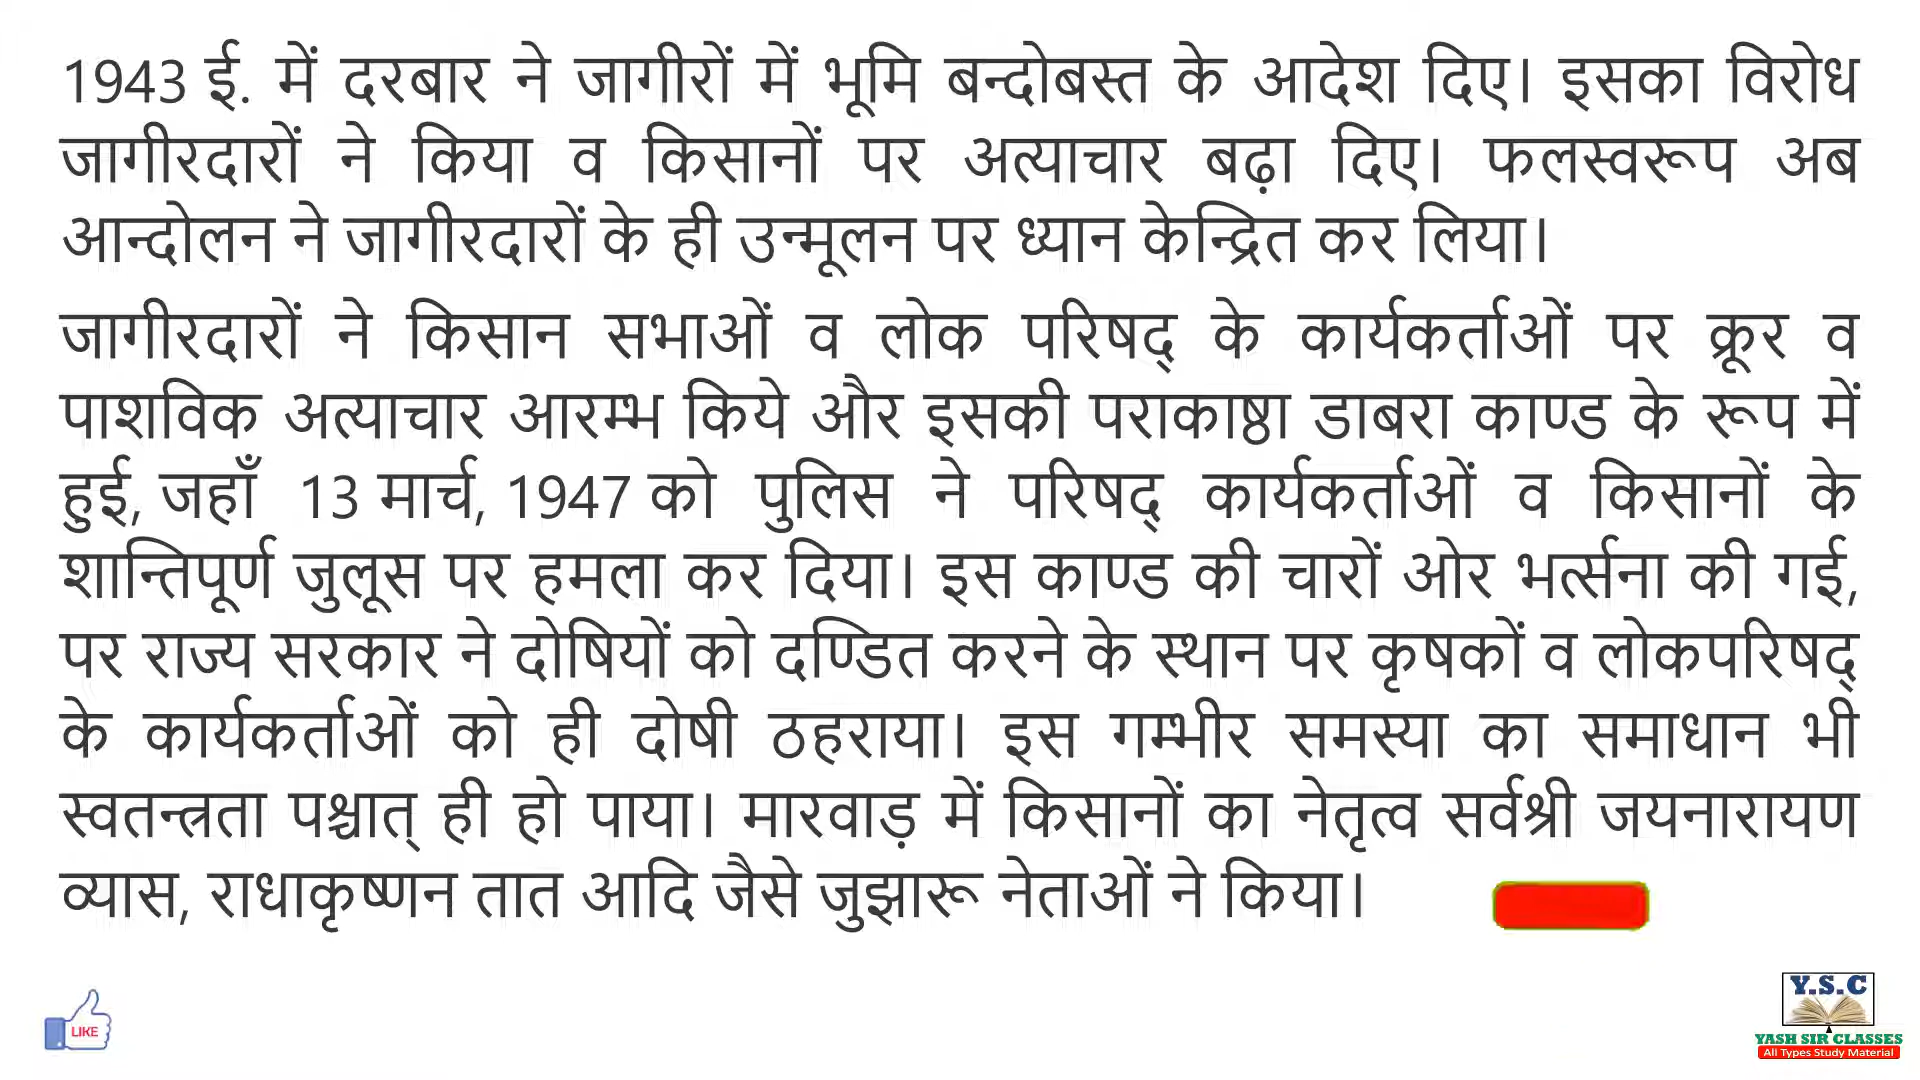 1943 ई. में दरबार ने जागीरों में भूमि बन्दोबस्त के आदेश दिए। इसका विरोध
जागीरदारों ने किया व किसानों पर अत्याचार बढ़ा दिए। फलस्वरूप अब
आन्दोलन ने जागीरदारों के ही उन्मूलन पर ध्यान केन्द्रित कर लिया।
जागीरदारों ने किसान सभाओं व लोक परिषद् के कार्यकर्ताओं पर क्रूर व
पाशविक अत्याचार आरम्भ किये और इसकी पराकाष्ठा डाबरा काण्ड के रूप में
हुई, जहाँ 13 मार्च, 1947 को पुलिस ने परिषद् कार्यकर्ताओं व किसानों के
शान्तिपूर्ण जुलूस पर हमला कर दिया। इस काण्ड की चारों ओर भर्त्सना की गई,
पर राज्य सरकार ने दोषियों को दण्डित करने के स्थान पर कृषकों व लोकपरिषद्
के कार्यकर्ताओं को ही दोषी ठहराया। इस गम्भीर समस्या का समाधान भी
स्वतन्त्रता पश्चात् ही हो पाया। मारवाड़ में किसानों का नेतृत्व सर्वश्री जयनारायण
व्यास, राधाकृष्णन तात आदि जैसे जुझारू नेताओं ने किया।
LIKE
Y.S.C
YASH SIR CLASSES
All Types Study Material